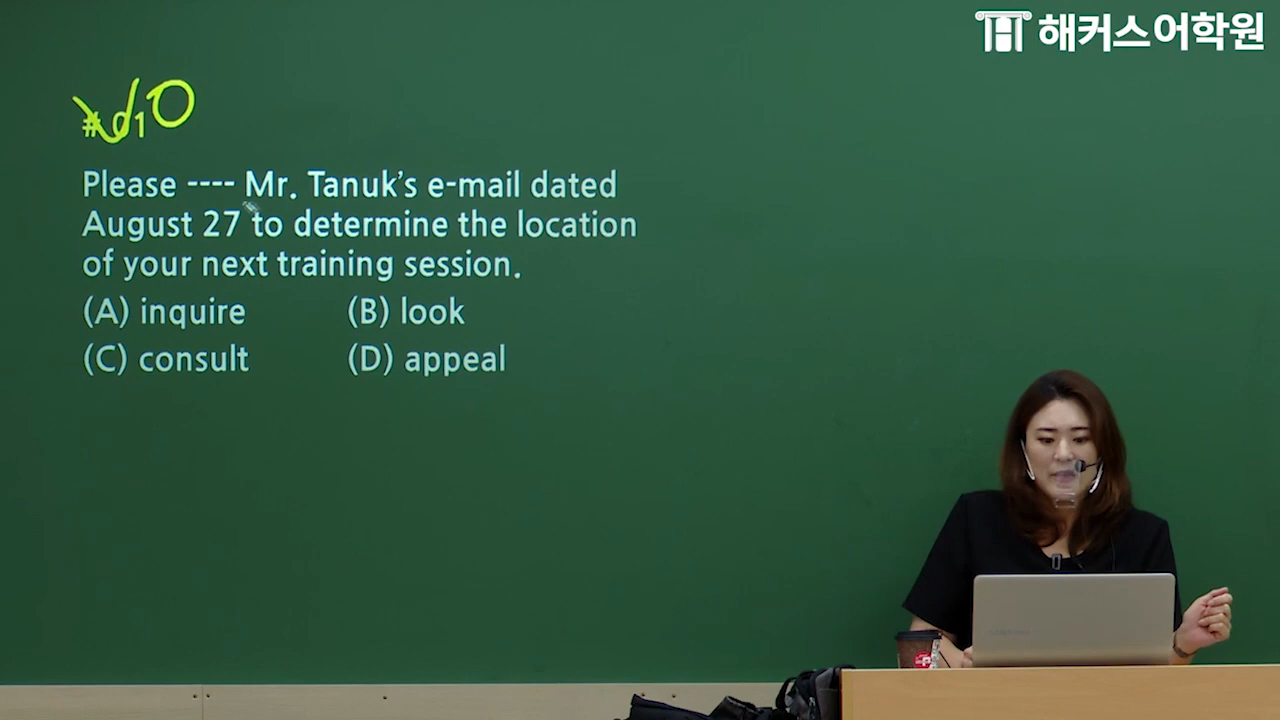 해커스어학원
#01
Please ---- Mr. Tanuk's e-mail dated
August 27 to determine the location
of your next training session.
(A) inquire (B) look
(C) consult (D) appeal